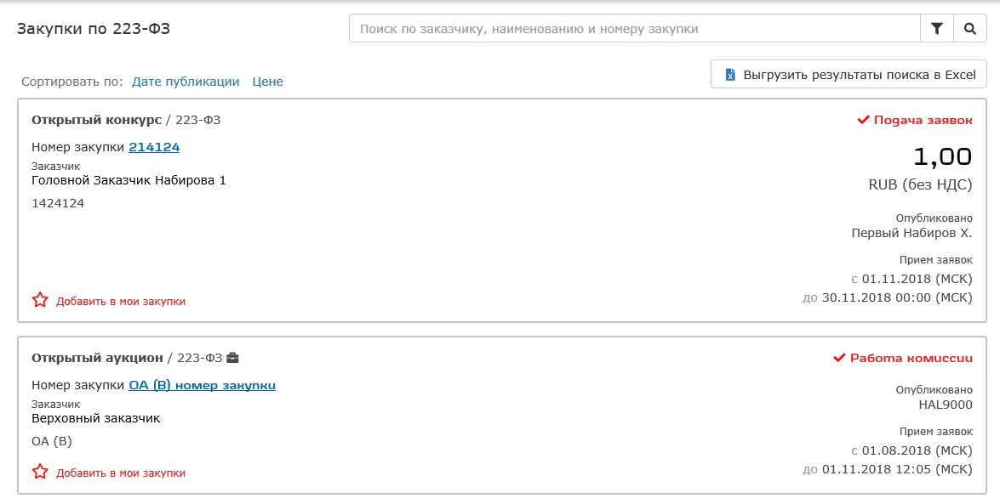 Закупки по 223-ФЗ
Поиск по заказчику, наименованию и номеру закупки
Сортировать по: Дате публикации Цене
Выгрузить результаты поиска в Excel
Открытый конкурс / 223-ФЗ
Подача заявок
Номер закупки 214124
Заказчик
Головной Заказчик Набирова 1
1424124
1,00
RUB (без НДС)
Опубликовано
Первый Набиров Х.
Прием заявок
с 01.11.2018 (МСК)
до 30.11.2018 00:00 (МСК)
Добавить в мои закупки
Открытый аукцион / 223-ФЗ
Работа комиссии
Номер закупки ОА (В) номер закупки
Заказчик
Верховный заказчик
ОА (В)
Опубликовано
HAL9000
Прием заявок
с 01.08.2018 (МСК)
до 01.11.2018 12:05 (МСК)
Добавить в мои закупки